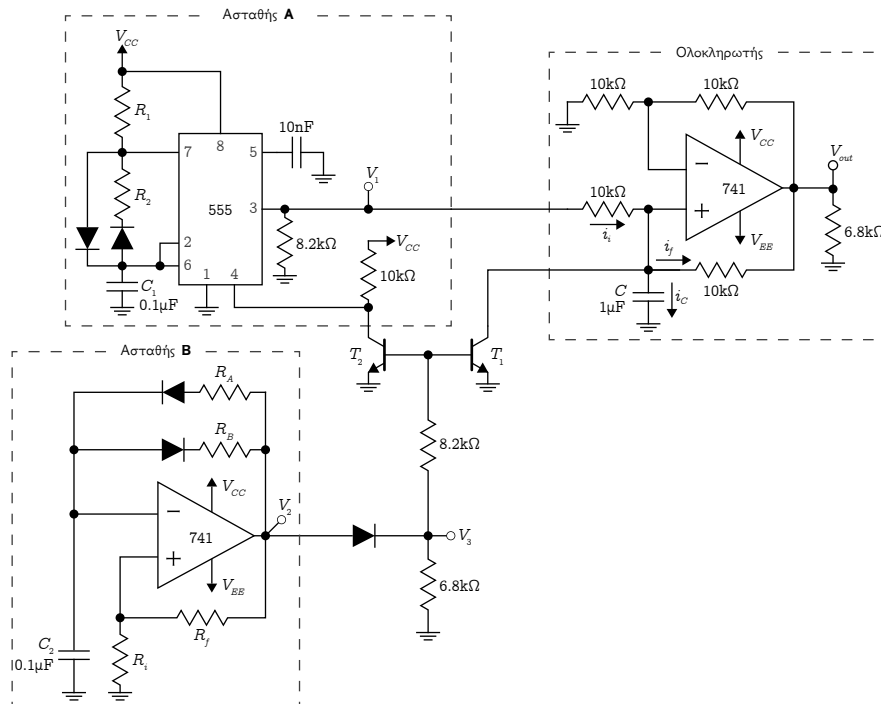 Ασταθής A
V_CC
R_1
7
8
5
10nF
R_2
555
3
V_1
2
6
1
4
8.2kΩ
C_1
0.1μF
V_CC
10kΩ
Ολοκληρωτής
10kΩ
10kΩ
V_CC
V_out
−
741
+
10kΩ
i_i
V_EE
6.8kΩ
i_f
10kΩ
C
1μF
i_C
T_2
T_1
Ασταθής B
R_A
R_B
V_CC
−
741
+
V_2
V_EE
R_f
C_2
0.1μF
R_i
8.2kΩ
V_3
6.8kΩ